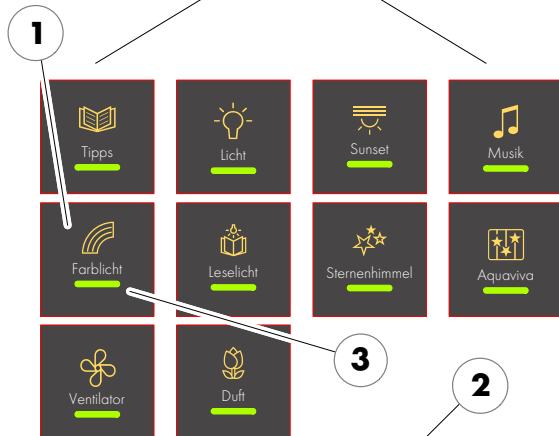 1
Tipps
Licht
Sunset
Musik
Farblicht
Leselicht
Sternenhimmel
Aquaviva
3
2
Ventilator
Duft